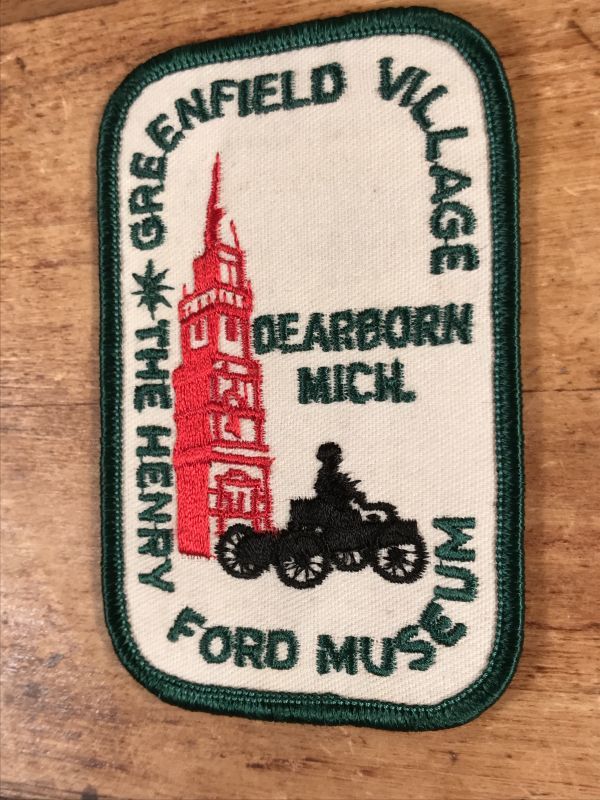 GREENFIELD VILLAGE
DEARBORN
MICH.
THE HENRY
FORD MUSEUM